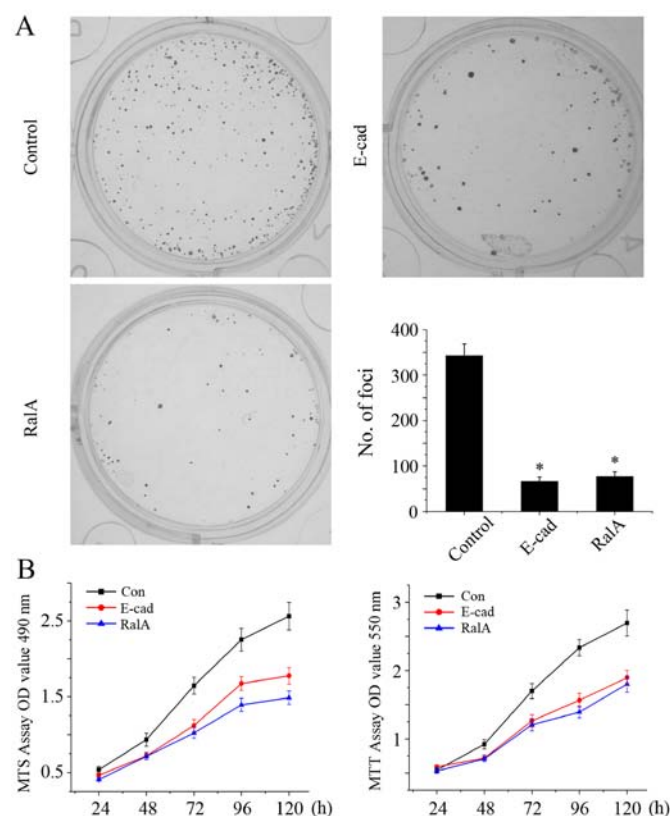 A
Control
E-cad
RalA
No. of foci
400
300
200
100
50
0
*
*
Control
E-cad
RalA
B
Con
E-cad
RalA
MTS Assay OD value 490 nm
2.5
1.5
0.5
24 48 72 96 120 (h)
Con
E-cad
RalA
MTT Assay OD value 550 nm
3
2
1
24 48 72 96 120 (h)